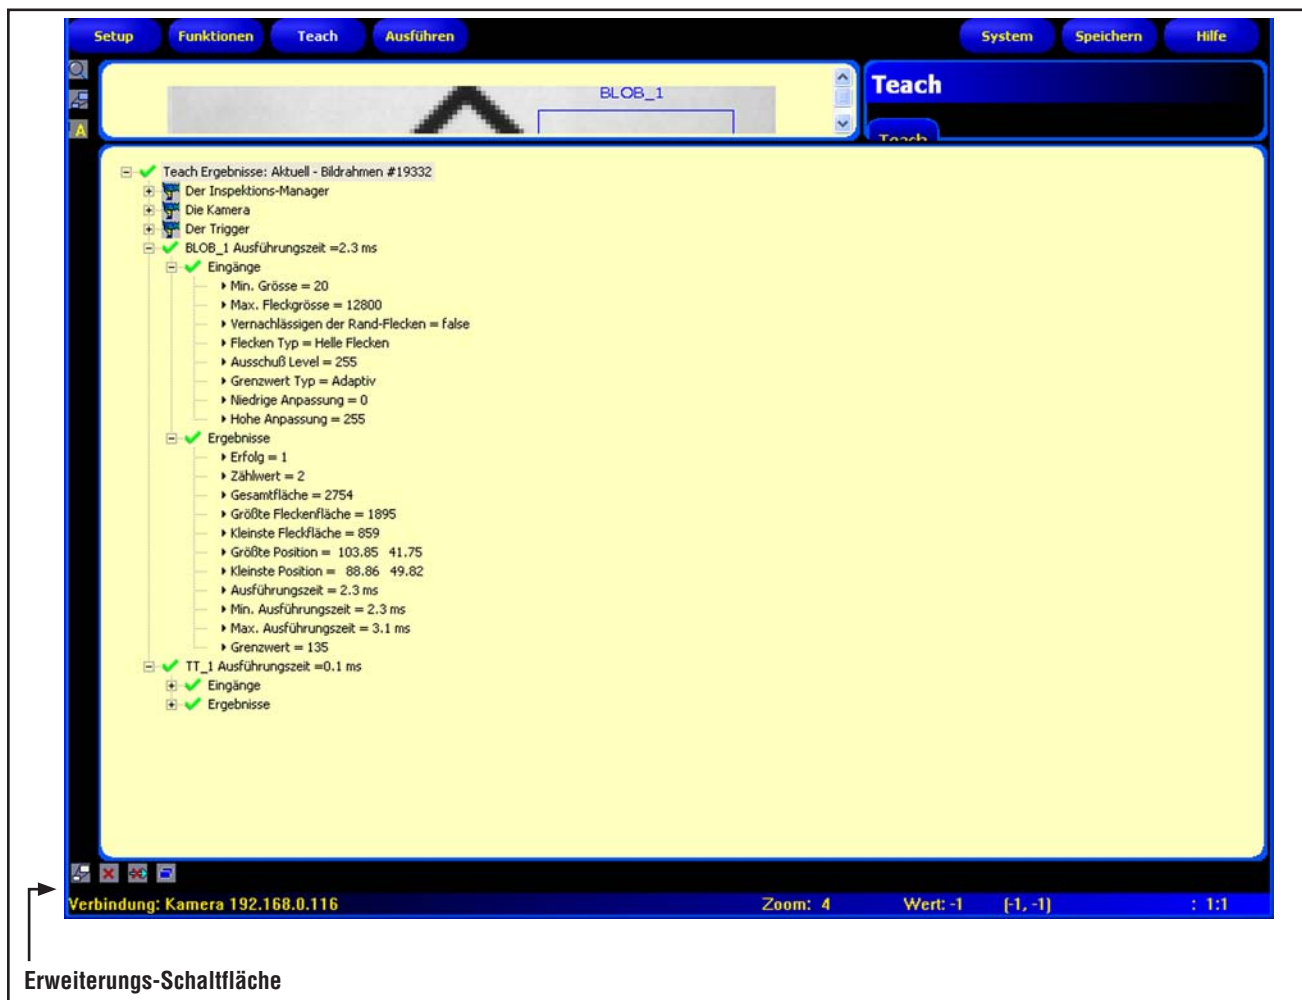 Setup Funktionen Teach Ausführen System Speichern Hilfe
BLOB_1
Teach
Teach
A
Teach Ergebnisse: Aktuell - Bildrahmen #19332
Der Inspektions-Manager
Die Kamera
Der Trigger
BLOB_1 Ausführungszeit =2.3 ms
Eingänge
Min. Grösse = 20
Max. Fleckgrösse = 12800
Vernachlässigen der Rand-Flecken = false
Flecken Typ = Helle Flecken
Ausschuß Level = 255
Grenzwert Typ = Adaptiv
Niedrige Anpassung = 0
Hohe Anpassung = 255
Ergebnisse
Erfolg = 1
Zählwert = 2
Gesamtfläche = 2754
Größte Fleckenfläche = 1895
Kleinste Fleckfläche = 859
Größte Position = 103.85 41.75
Kleinste Position = 88.86 49.82
Ausführungszeit = 2.3 ms
Min. Ausführungszeit = 2.3 ms
Max. Ausführungszeit = 3.1 ms
Grenzwert = 135
TT_1 Ausführungszeit =0.1 ms
Eingänge
Ergebnisse
Verbindung: Kamera 192.168.0.116 Zoom: 4 Wert: -1 (-1, -1) : 1:1
Erweiterungs-Schaltfläche